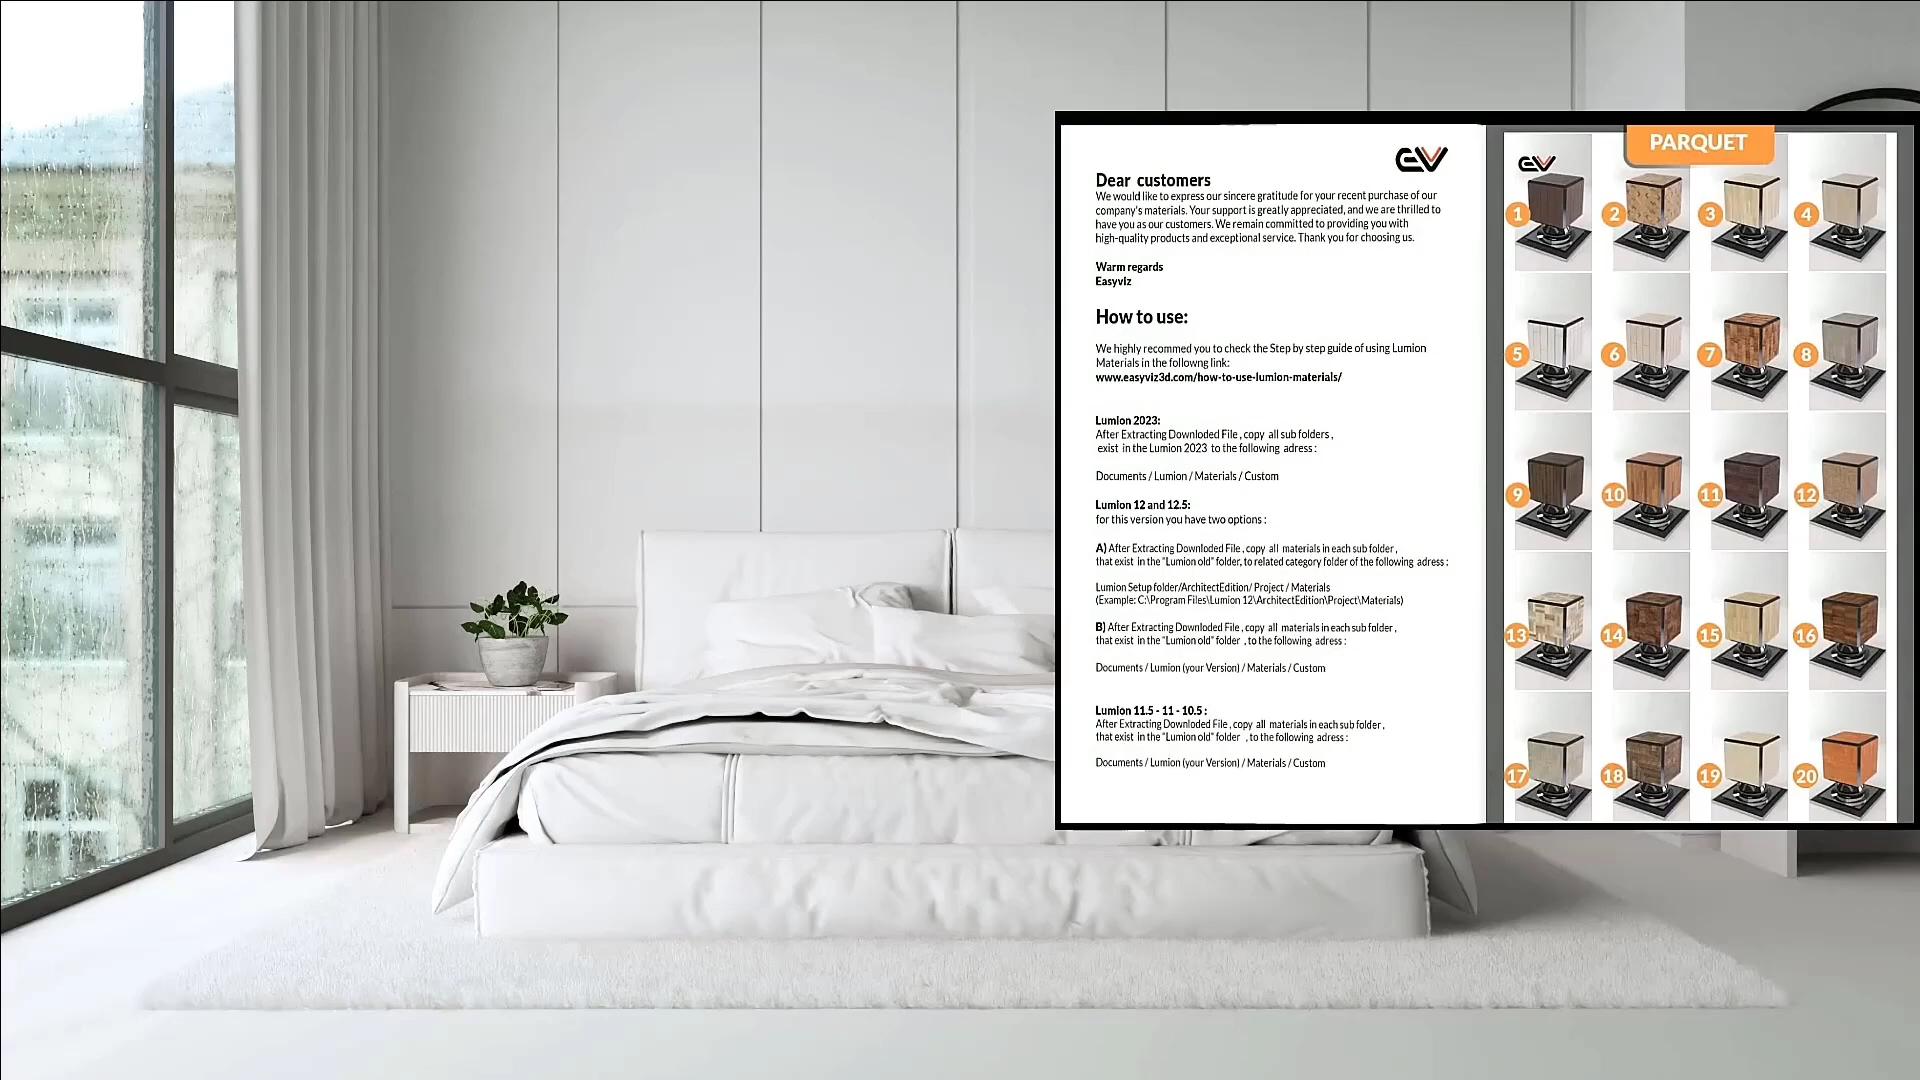 EV
Dear customers
We would like to express our sincere gratitude for your recent purchase of our
company's materials. Your support is greatly appreciated, and we are thrilled to
have you as our customers. We remain committed to providing you with
high-quality products and exceptional service. Thank you for choosing us.
Warm regards
Easyviz
How to use:
We highly recommed you to check the Step by step guide of using Lumion
Materials in the followng link:
www.easyviz3d.com/how-to-use-lumion-materials/
Lumion 2023:
After Extracting Downloded File , copy all sub folders ,
exist in the Lumion 2023 to the following adress :
Documents / Lumion / Materials / Custom
Lumion 12 and 12.5:
for this version you have two options :
A) After Extracting Downloded File , copy all materials in each sub folder ,
that exist in the "Lumion old" folder, to related category folder of the following adress :
Lumion Setup folder/ArchitectEdition/ Project / Materials
(Example: C:\Program Files\Lumion 12\ArchitectEdition\Project\Materials)
B) After Extracting Downloded File , copy all materials in each sub folder ,
that exist in the "Lumion old" folder , to the following adress :
Documents / Lumion (your Version) / Materials / Custom
Lumion 11.5 - 11 - 10.5 :
After Extracting Downloded File , copy all materials in each sub folder ,
that exist in the "Lumion old" folder , to the following adress :
Documents / Lumion (your Version) / Materials / Custom
PARQUET
EV
1 2 3 4
5 6 7 8
9 10 11 12
13 14 15 16
17 18 19 20